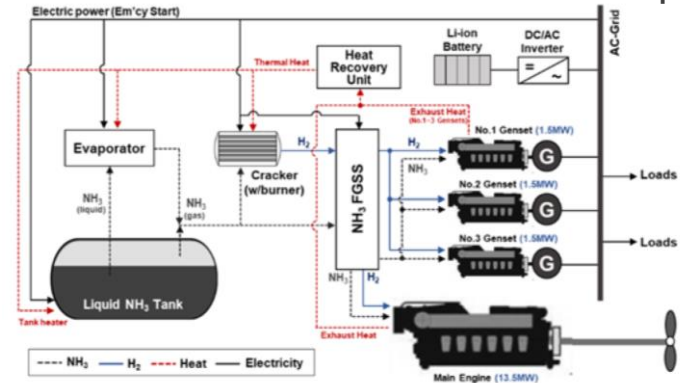 Electric power (Em'cy Start)
Li-ion
Battery
DC/AC
Inverter
=
~
AC-Grid
Thermal Heat
Heat
Recovery
Unit
Exhaust Heat
(No.1~3 Gensets)
No.1 Genset (1.5MW)
Evaporator
H₂
H₂
G
Cracker
(w/burner)
NH₃
Loads
NH₃
(liquid)
NH₃
(gas)
NH₃ FGSS
No.2 Genset (1.5MW)
G
No.3 Genset (1.5MW)
Loads
G
NH₃
H₂
Liquid NH₃ Tank
Tank heater
Exhaust Heat
NH₃
H₂
Heat
Electricity
Main Engine (13.5MW)